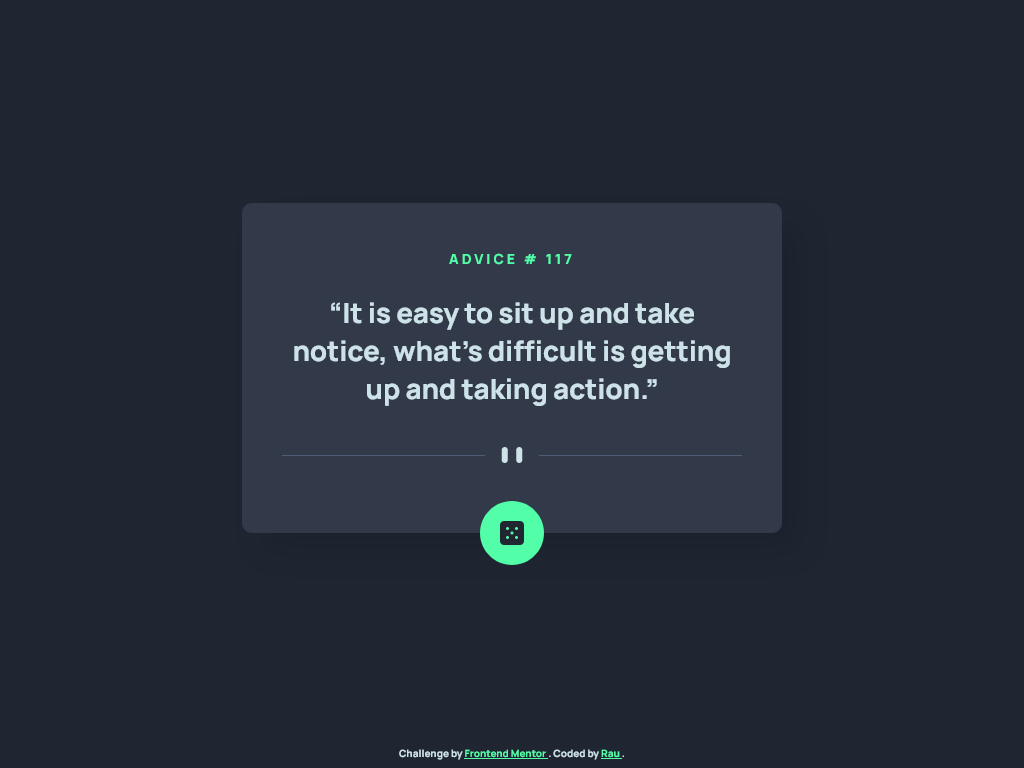 ADVICE # 117
“It is easy to sit up and take
notice, what’s difficult is getting
up and taking action.”
Challenge by Frontend Mentor . Coded by Rau .